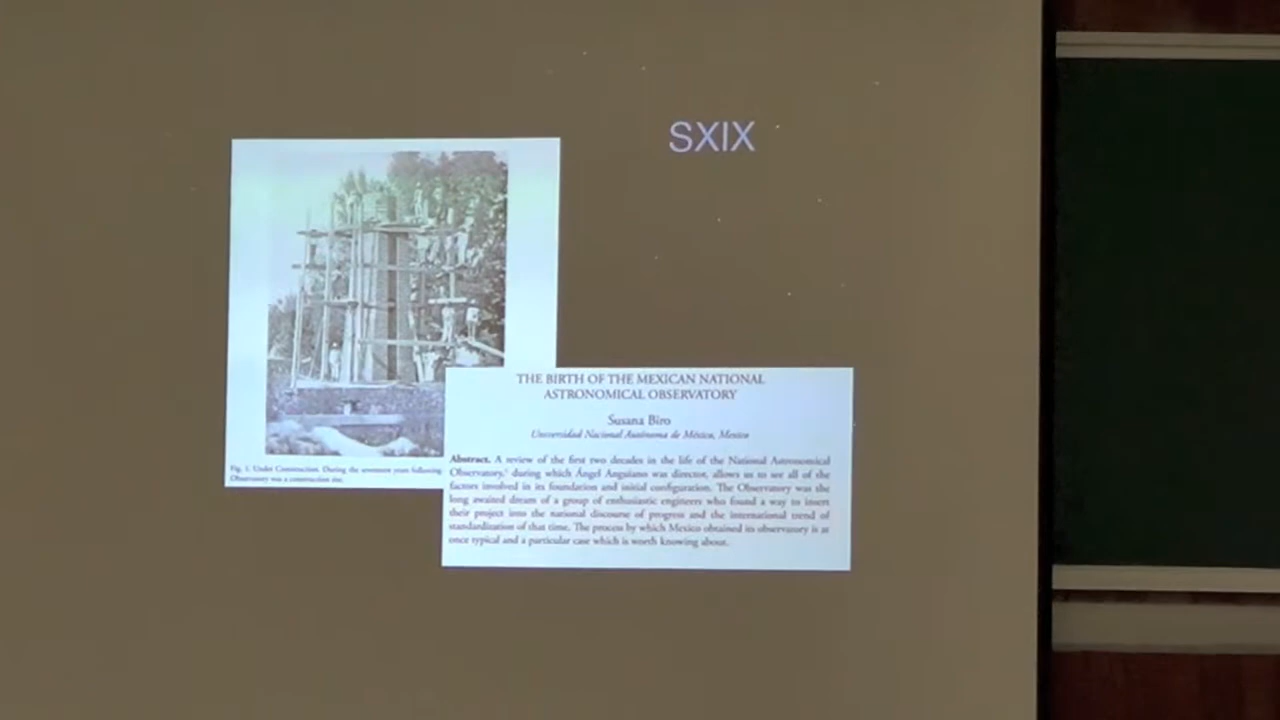 SXIX
Fig. 1. Under Construction. During the seventeen years following
Observatory was a construction site.
THE BIRTH OF THE MEXICAN NATIONAL
ASTRONOMICAL OBSERVATORY
Susana Biro
Universidad Nacional Autónoma de México, Mexico
Abstract. A review of the first two decades in the life of the National Astronomical
Observatory, during which Ángel Anguiano was director, allows us to see all of the
factors involved in its foundation and initial configuration. The Observatory was the
long awaited dream of a group of enthusiastic engineers who found a way to insert
their project into the national discourse of progress and the international trend of
standardization of that time. The process by which Mexico obtained its observatory is at
once typical and a particular case which is worth knowing about.